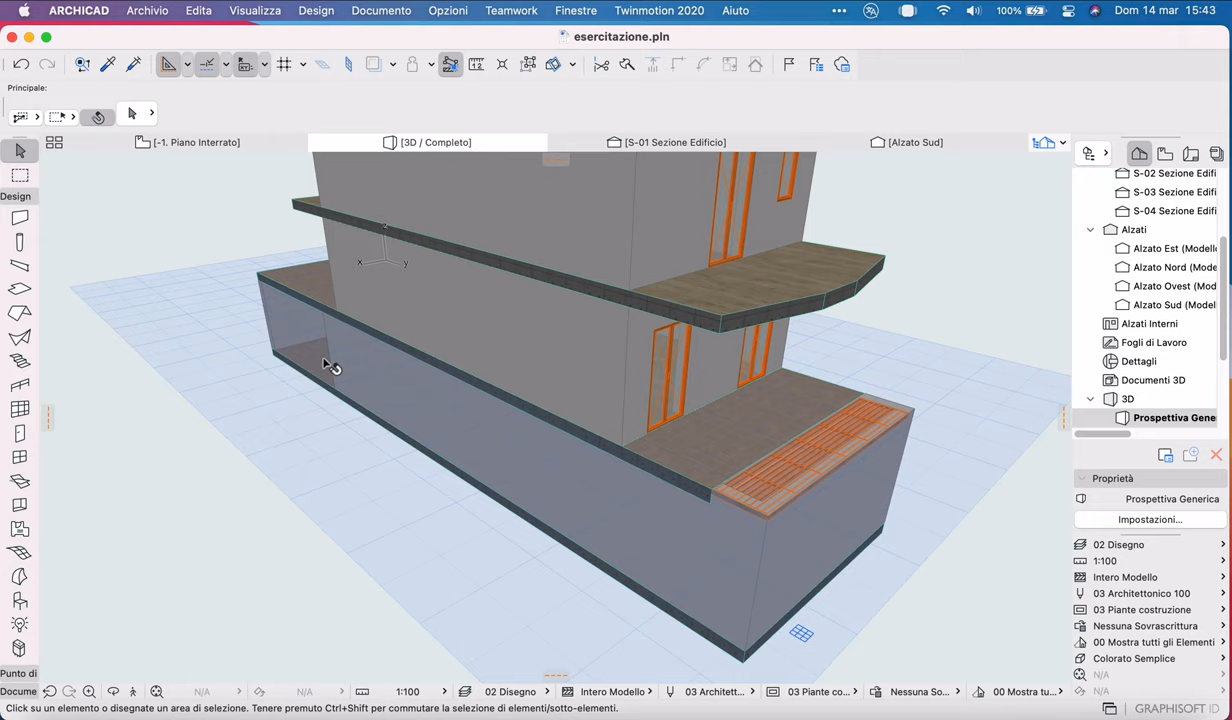 ARCHICAD Archivio Edita Visualizza Design Documento Opzioni Teamwork Finestre Twinmotion 2020 Aiuto ••• 100% Dom 14 mar 15:43
esercitazione.pln
Principale:
[-1. Piano Interrato] [3D / Completo] [S-01 Sezione Edificio] [Alzato Sud]
Design
S-02 Sezione Edifi
S-03 Sezione Edifi
S-04 Sezione Edifi
Alzati
Alzato Est (Modell
Alzato Nord (Mode
Alzato Ovest (Mod
Alzato Sud (Model
Alzati Interni
Fogli di Lavoro
Dettagli
Documenti 3D
3D
Prospettiva Gene
Proprietà
Prospettiva Generica
Impostazioni...
02 Disegno
1:100
Intero Modello
03 Architettonico 100
03 Piante costruzione
Nessuna Sovrascrittura
00 Mostra tutti gli Elementi
Colorato Semplice
N/A
N/A
z
x
y
Punto di
Docume
N/A N/A 1:100 02 Disegno Intero Modello 03 Architett... 03 Piante co... Nessuna So... 00 Mostra tu...
Click su un elemento o disegnate un area di selezione. Tenere premuto Ctrl+Shift per commutare la selezione di elementi/sotto-elementi.
GRAPHISOFT ID